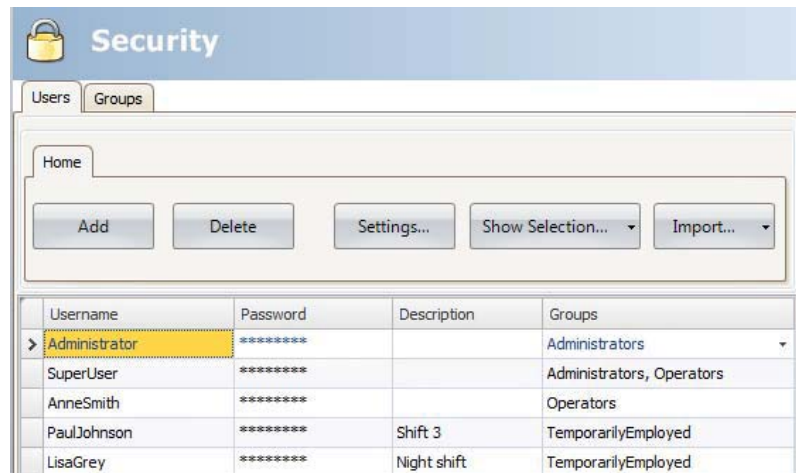 Security
Users Groups
Home
Add Delete Settings... Show Selection... Import...
Username Password Description Groups
Administrator ******** Administrators
SuperUser ******** Administrators, Operators
AnneSmith ******** Operators
PaulJohnson ******** Shift 3 TemporarilyEmployed
LisaGrey ******** Night shift TemporarilyEmployed